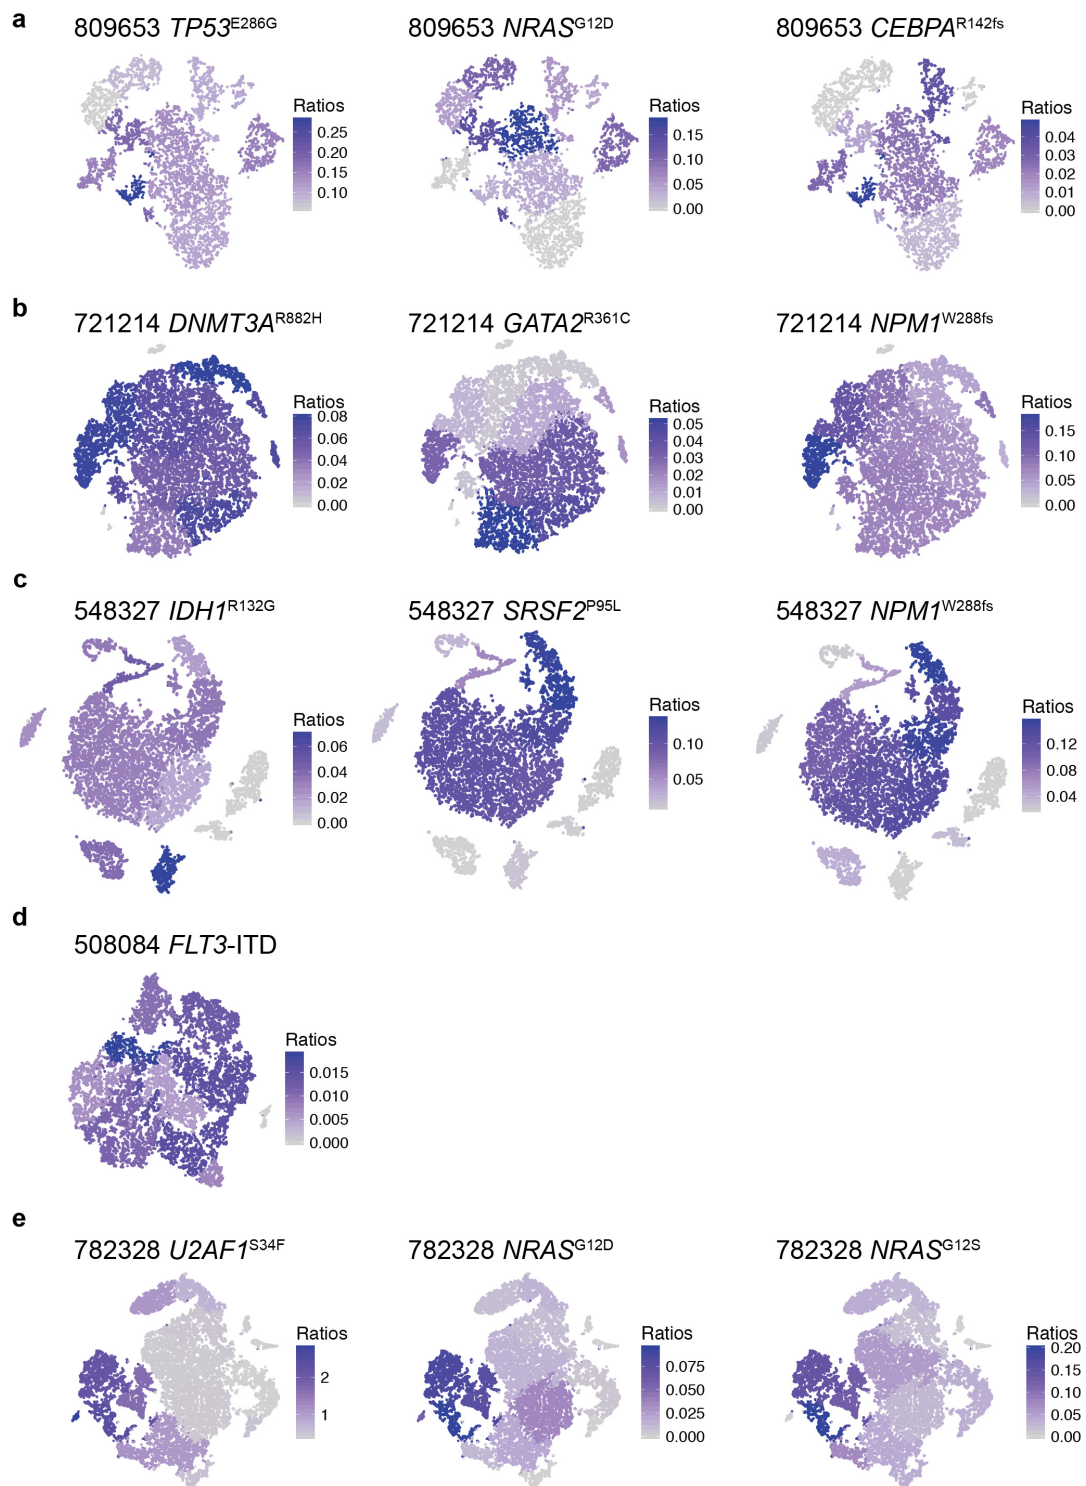 a
809653 TP53E286G
809653 NRASG12D
809653 CEBPAR142fs
Ratios
0.25
0.20
0.15
0.10
Ratios
0.15
0.10
0.05
0.00
Ratios
0.04
0.03
0.02
0.01
0.00
b
721214 DNMT3AR882H
721214 GATA2R361C
721214 NPM1W288fs
Ratios
0.08
0.06
0.04
0.02
0.00
Ratios
0.05
0.04
0.03
0.02
0.01
0.00
Ratios
0.15
0.10
0.05
0.00
c
548327 IDH1R132G
548327 SRSF2P95L
548327 NPM1W288fs
Ratios
0.06
0.04
0.02
0.00
Ratios
0.10
0.05
Ratios
0.12
0.08
0.04
d
508084 FLT3-ITD
Ratios
0.015
0.010
0.005
0.000
e
782328 U2AF1S34F
782328 NRASG12D
782328 NRASG12S
Ratios
2
1
Ratios
0.075
0.050
0.025
0.000
Ratios
0.20
0.15
0.10
0.05
0.00